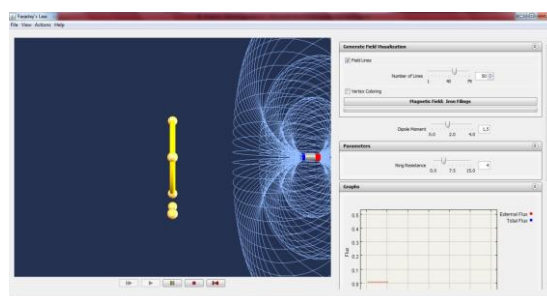 Faraday's Law
File View Actions Help
Generate Field Visualization
Field Lines
Number of Lines
50
1 40 79
Vertex Coloring
Magnetic Field: Iron Filings
Dipole Moment
1.5
0.0 2.0 4.0
Parameters
Ring Resistance
4
0.0 7.5 15.0
Graphs
External Flux
Total Flux
Flux
0.5
0.4
0.3
0.2
0.1
0.0